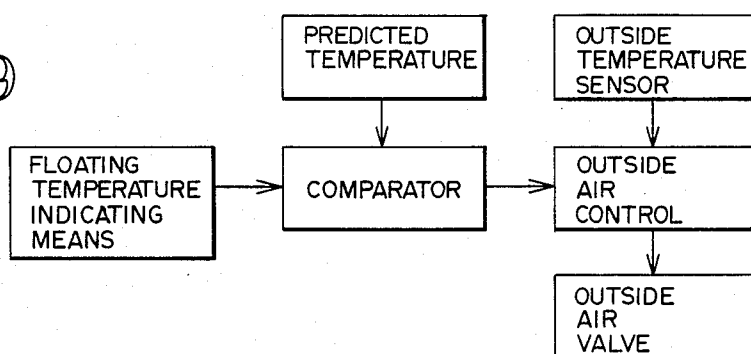 PREDICTED
TEMPERATURE
OUTSIDE
TEMPERATURE
SENSOR
FLOATING
TEMPERATURE
INDICATING
MEANS
COMPARATOR
OUTSIDE
AIR
CONTROL
OUTSIDE
AIR
VALVE